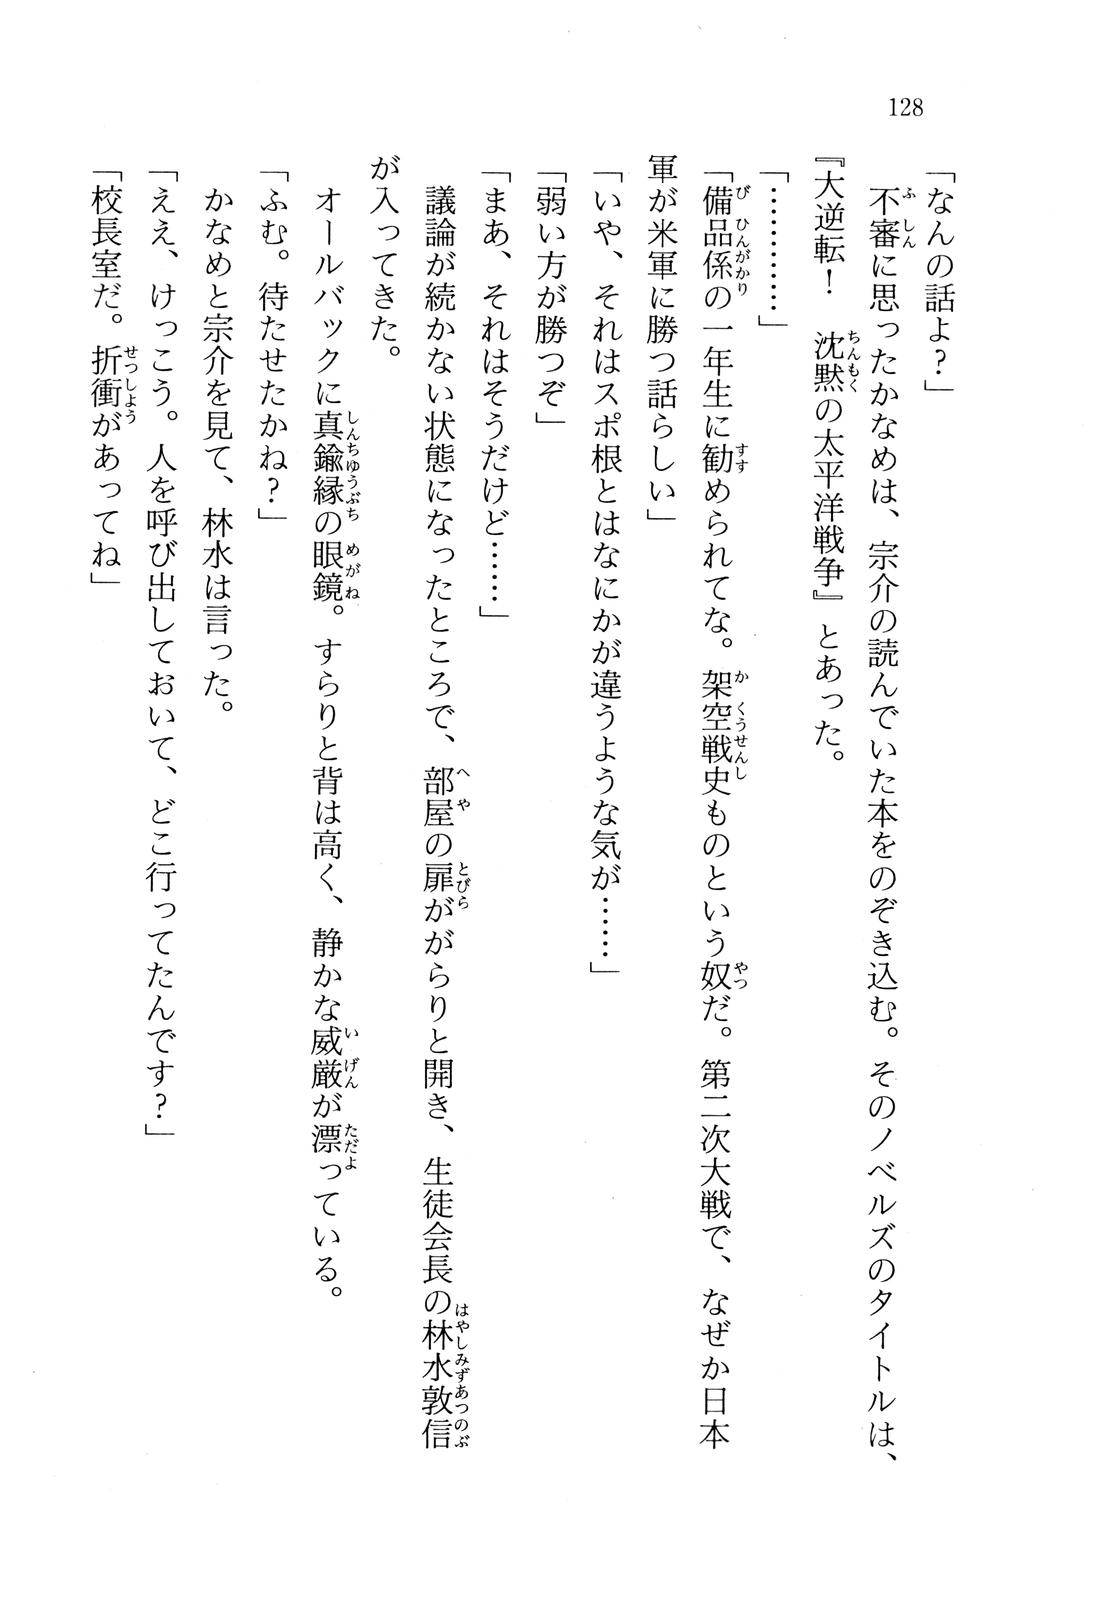 128
「なんの話よ？」
不審に思ったかなめは、宗介の読んでいた本をのぞき込む。そのノベルズのタイトルは、
『大逆転！　沈黙の太平洋戦争』とあった。
「…………」
「備品係の一年生に勧められてな。架空戦史ものという奴だ。第二次大戦で、なぜか日本
軍が米軍に勝つ話らしい」
「いや、それはスポ根とはなにかが違うような気が……」
「弱い方が勝つぞ」
「まあ、それはそうだけど……」
議論が続かない状態になったところで、部屋の扉ががらりと開き、生徒会長の林水敦信
が入ってきた。
オールバックに真鍮縁の眼鏡。すらりと背は高く、静かな威厳が漂っている。
「ふむ。待たせたかね？」
かなめと宗介を見て、林水は言った。
「ええ、けっこう。人を呼び出しておいて、どこ行ってたんです？」
「校長室だ。折衝があってね」